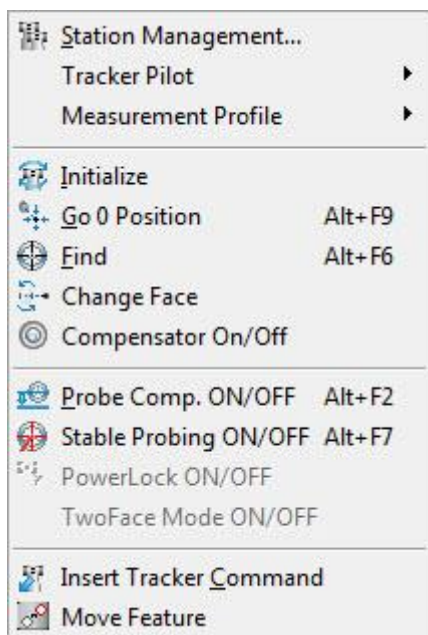 Station Management...
Tracker Pilot
Measurement Profile
Initialize
Go 0 Position Alt+F9
Find Alt+F6
Change Face
Compensator On/Off
Probe Comp. ON/OFF Alt+F2
Stable Probing ON/OFF Alt+F7
PowerLock ON/OFF
TwoFace Mode ON/OFF
Insert Tracker Command
Move Feature